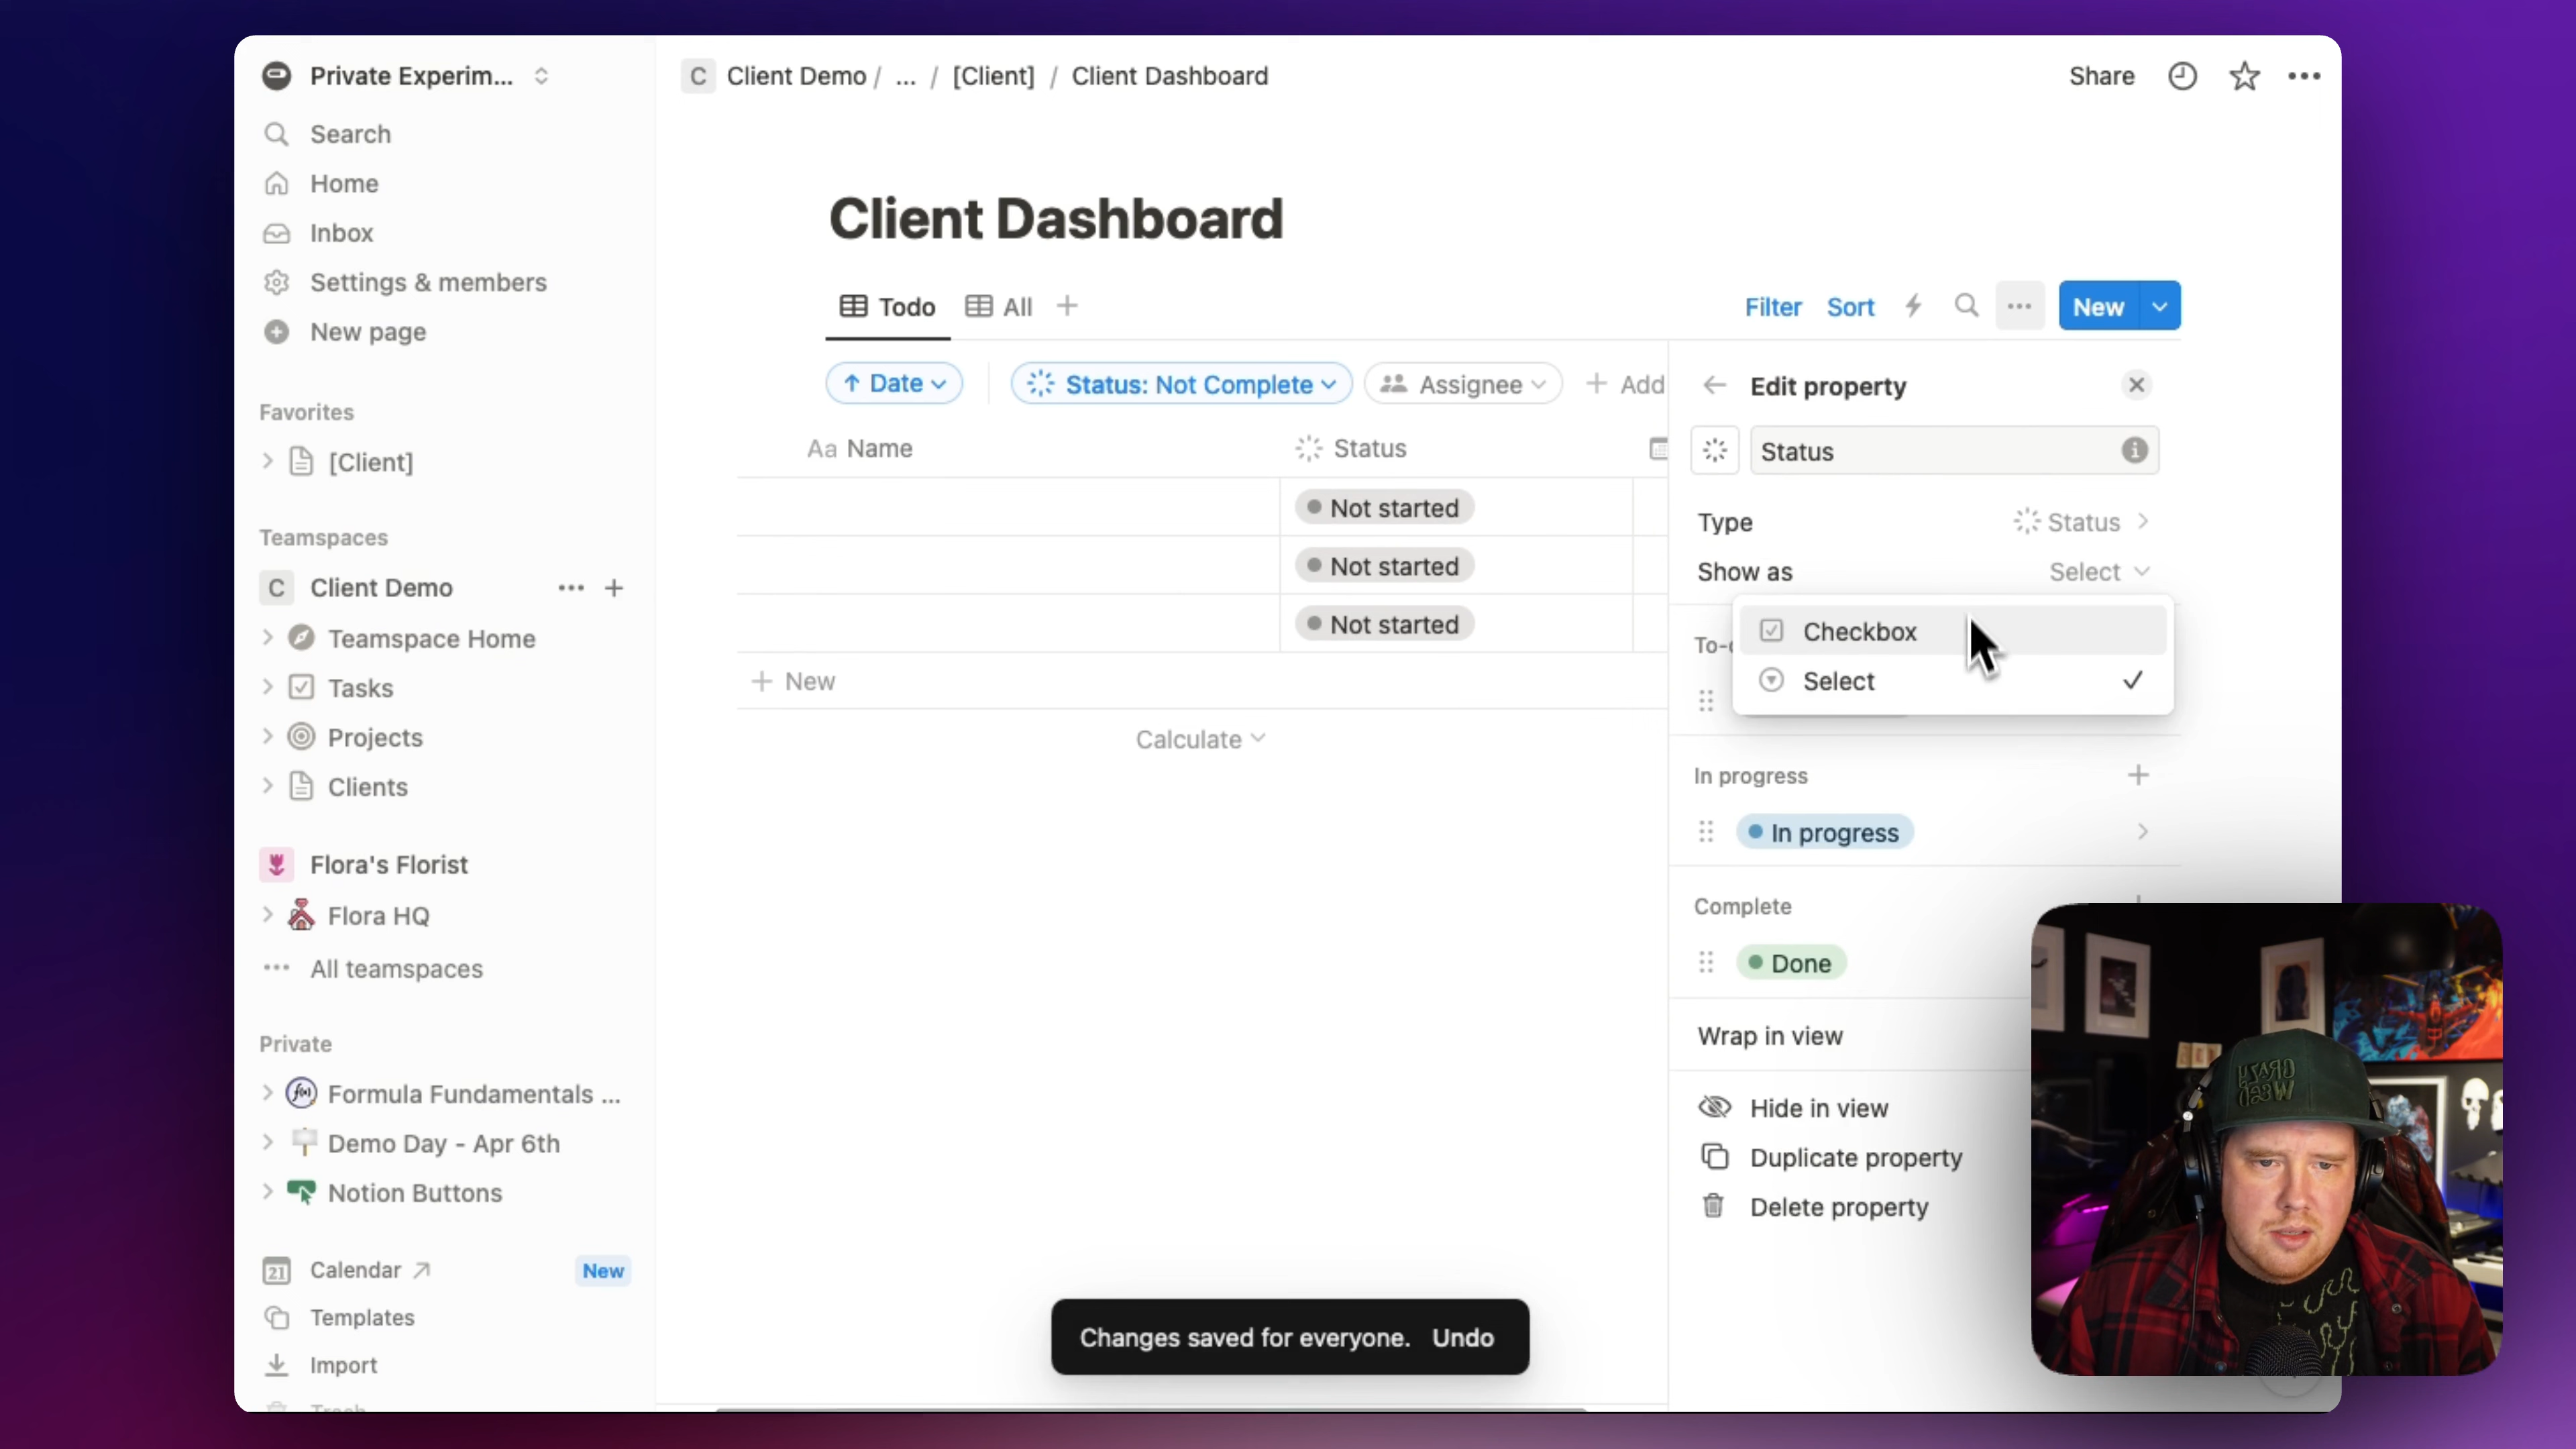 Private Experim...
Search
Home
Inbox
Settings & members
New page
Favorites
[Client]
Teamspaces
C Client Demo
Teamspace Home
Tasks
Projects
Clients
Flora's Florist
Flora HQ
All teamspaces
Private
Formula Fundamentals ...
Demo Day - Apr 6th
Notion Buttons
21 Calendar New
Templates
Import
C Client Demo / ... / [Client] / Client Dashboard
Share
Client Dashboard
Todo All
Filter Sort New
Date Status: Not Complete Assignee Add
Aa Name Status
Not started
Not started
Not started
New
Calculate
Edit property
Status
Type Status
Show as Select
Checkbox
Select
In progress
In progress
Complete
Done
Wrap in view
Hide in view
Duplicate property
Delete property
Changes saved for everyone. Undo
CRAZY
WEED